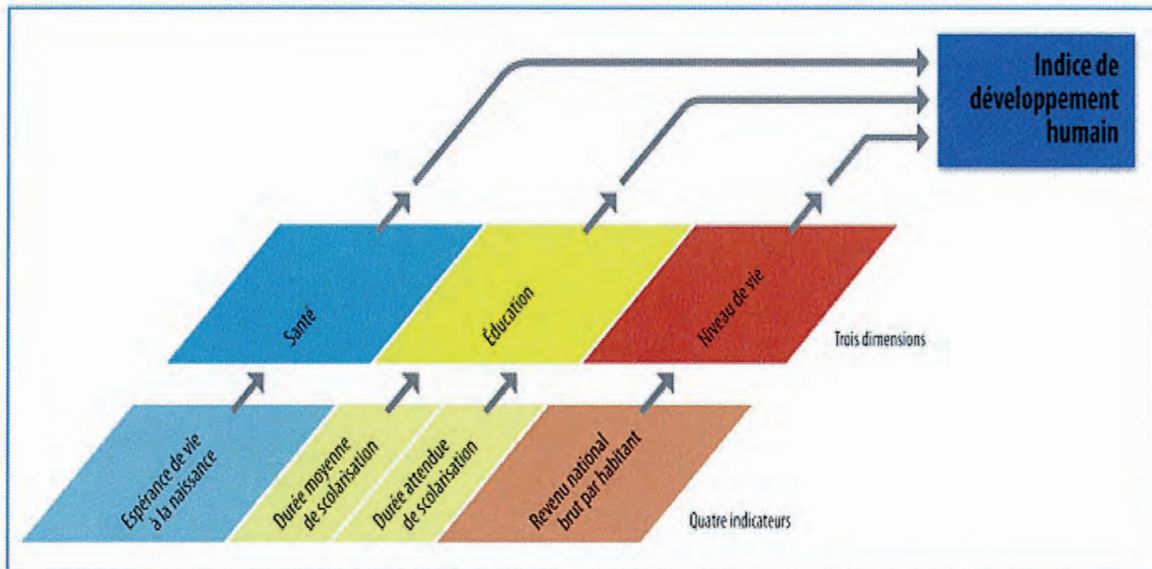 Indice de
développement
humain
Santé
Éducation
Niveau de vie
Trois dimensions
Espérance de vie
à la naissance
Durée moyenne
de scolarisation
Durée attendue
de scolarisation
Revenu national
brut par habitant
Quatre indicateurs